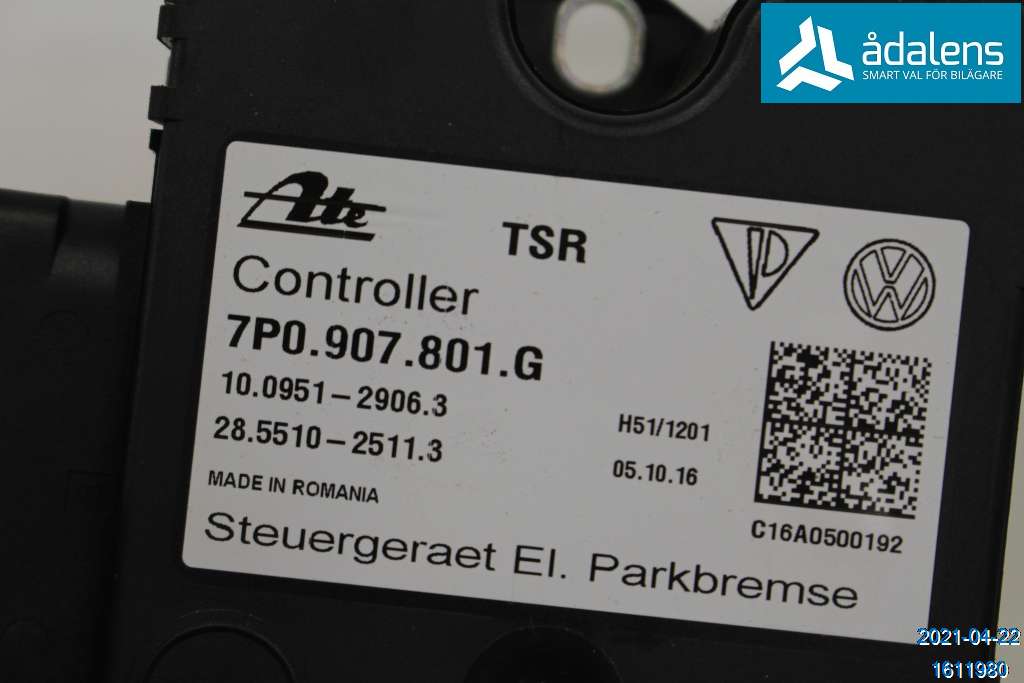 ådalens
SMART VAL FÖR BILÄGARE
Ate
TSR
Controller
7P0.907.801.G
10.0951-2906.3
28.5510-2511.3
H51/1201
05.10.16
MADE IN ROMANIA
C16A0500192
Steuergeraet El. Parkbremse
2021-04-22
1611980